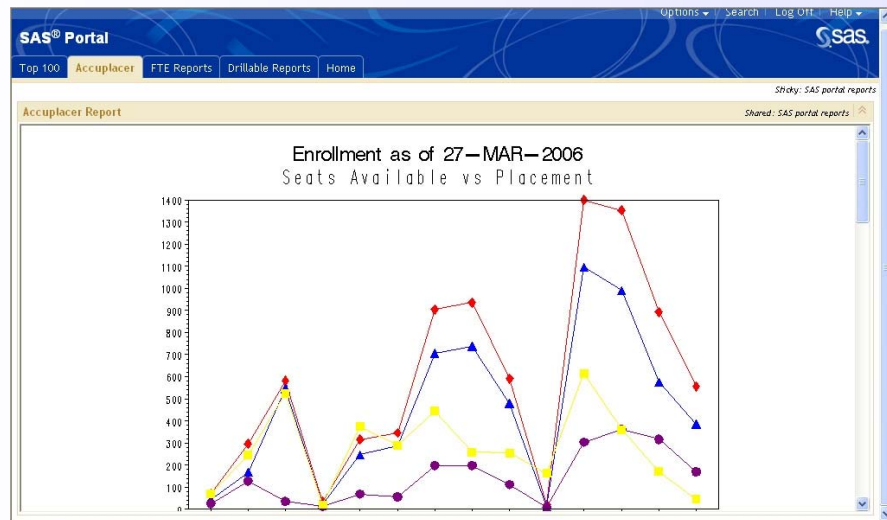 Options Search Log Off Help
SAS® Portal
sas.
Top 100 Accuplacer FTE Reports Drillable Reports Home
Sticky: SAS portal reports
Accuplacer Report
Shared: SAS portal reports
Enrollment as of 27-MAR-2006
Seats Available vs Placement
1400
1300
1200
1100
1000
900
800
700
600
500
400
300
200
100
0